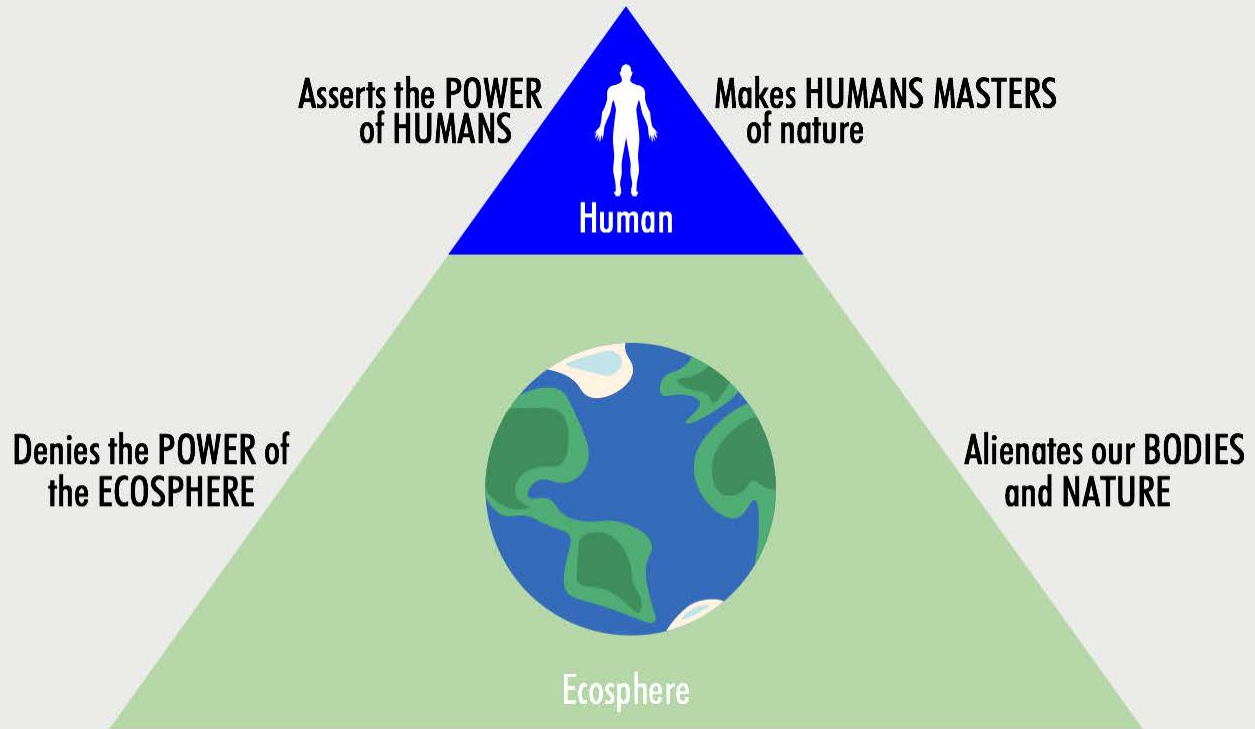 Asserts the POWER
of HUMANS
Makes HUMANS MASTERS
of nature
Human
Denies the POWER of
the ECOSPHERE
Alienates our BODIES
and NATURE
Ecosphere